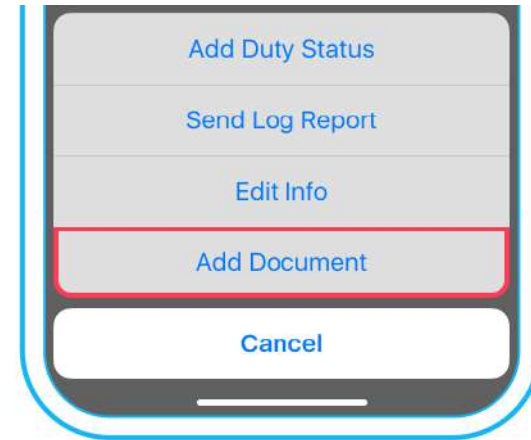 Add Duty Status
Send Log Report
Edit Info
Add Document
Cancel